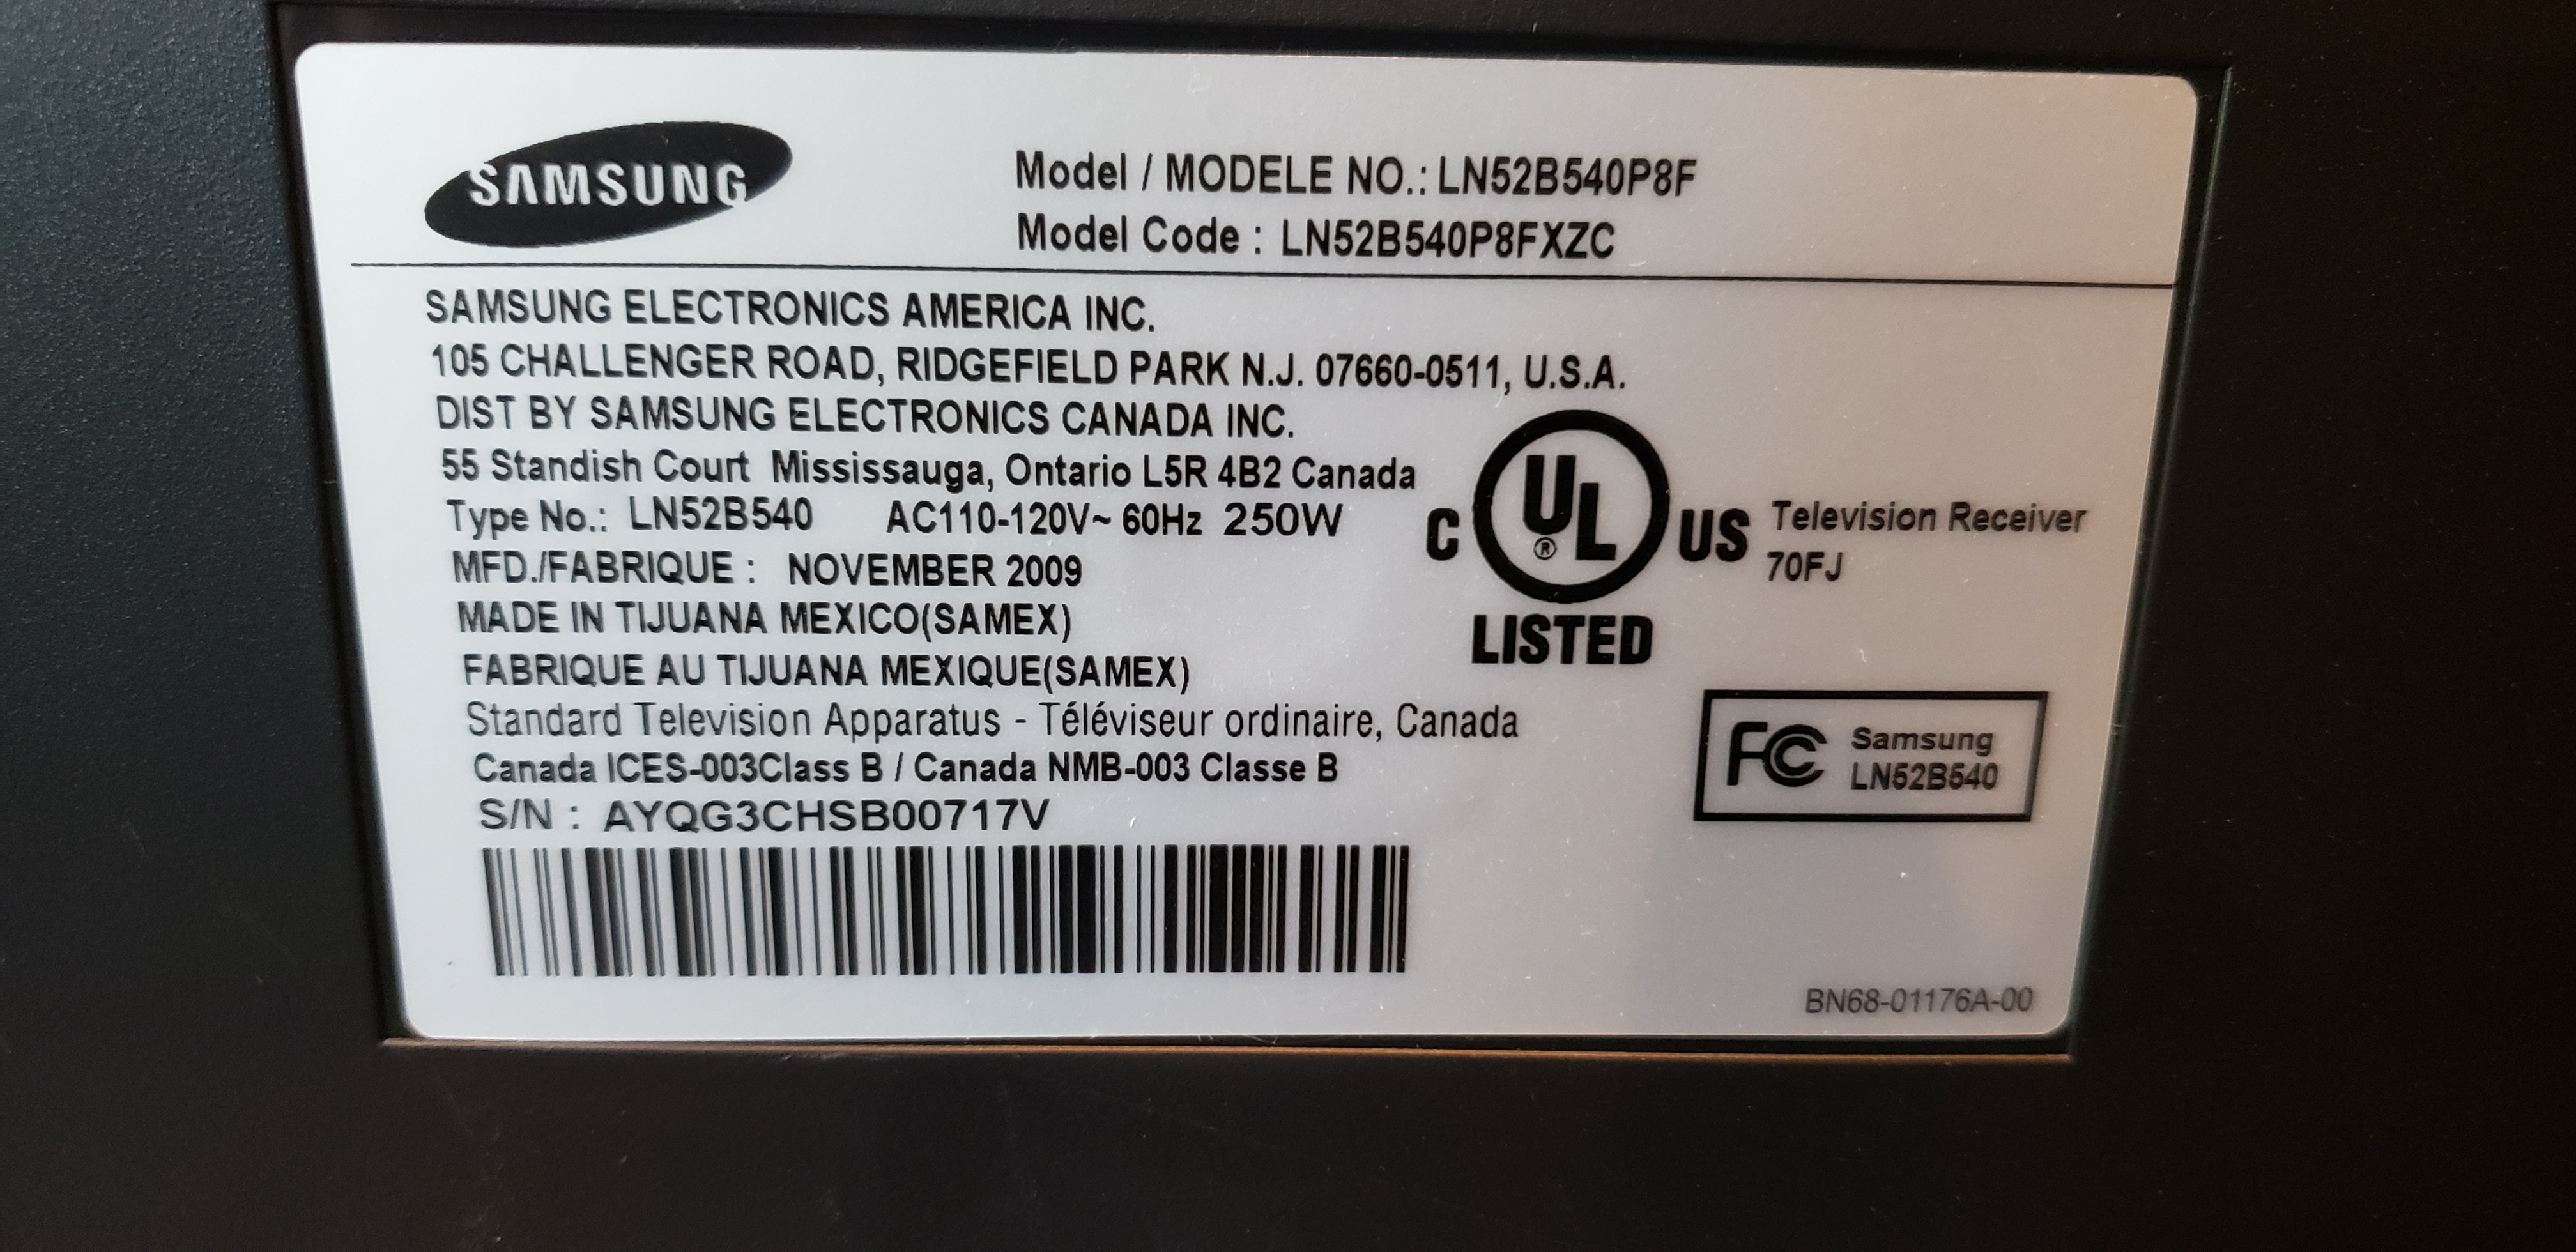 SAMSUNG
Model / MODELE NO.: LN52B540P8F
Model Code : LN52B540P8FXZC
SAMSUNG ELECTRONICS AMERICA INC.
105 CHALLENGER ROAD, RIDGEFIELD PARK N.J. 07660-0511, U.S.A.
DIST BY SAMSUNG ELECTRONICS CANADA INC.
55 Standish Court Mississauga, Ontario L5R 4B2 Canada
Type No.: LN52B540 AC110-120V~ 60Hz 250W
MFD./FABRIQUE : NOVEMBER 2009
MADE IN TIJUANA MEXICO(SAMEX)
FABRIQUE AU TIJUANA MEXIQUE(SAMEX)
Standard Television Apparatus - Téléviseur ordinaire, Canada
Canada ICES-003Class B / Canada NMB-003 Classe B
S/N : AYQG3CHSB00717V
C UL ® US
LISTED
Television Receiver
70FJ
FC Samsung
LN52B540
BN68-01176A-00